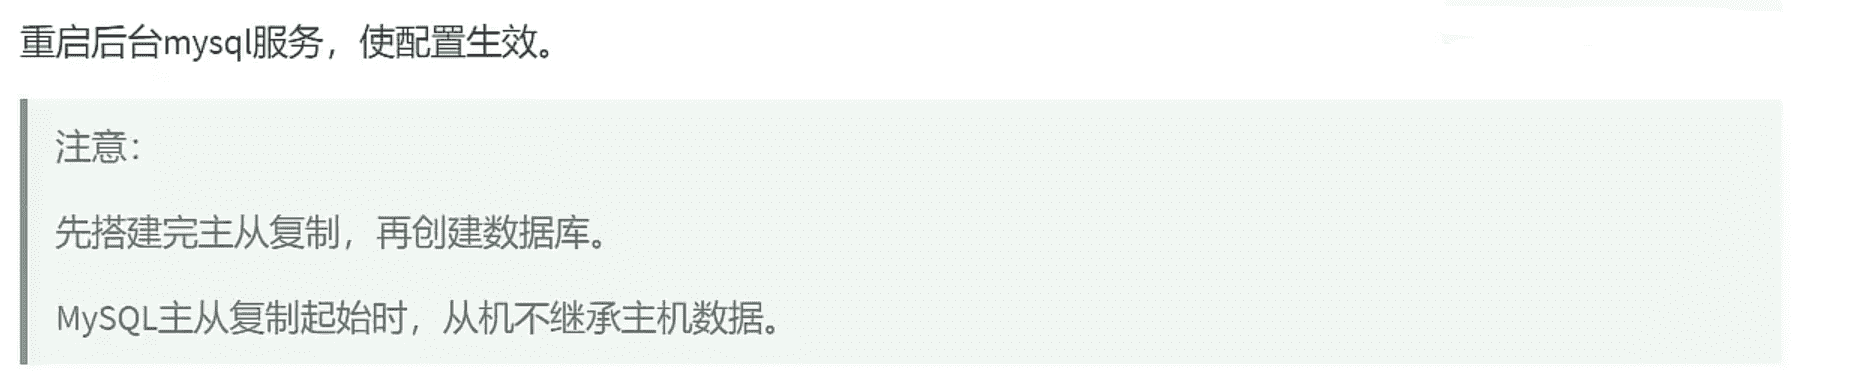 重启后台mysql服务，使配置生效。
注意：
先搭建完主从复制，再创建数据库。
MySQL主从复制起始时，从机不继承主机数据。